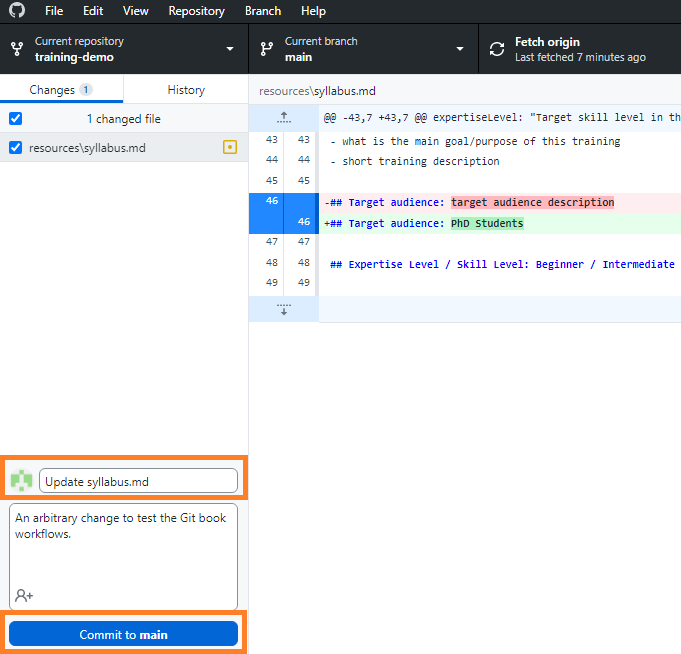 File Edit View Repository Branch Help
Current repository
training-demo
Current branch
main
Fetch origin
Last fetched 7 minutes ago
Changes 1 History
1 changed file
resources\syllabus.md
resources\syllabus.md
@@ -43,7 +43,7 @@ expertiseLevel: "Target skill level in th
43 43 - what is the main goal/purpose of this training
44 44 - short training description
45 45
46 -## Target audience: target audience description
46 +## Target audience: PhD Students
47 47
48 48 ## Expertise Level / Skill Level: Beginner / Intermediate
49 49
Update syllabus.md
An arbitrary change to test the Git book
workflows.
Commit to main